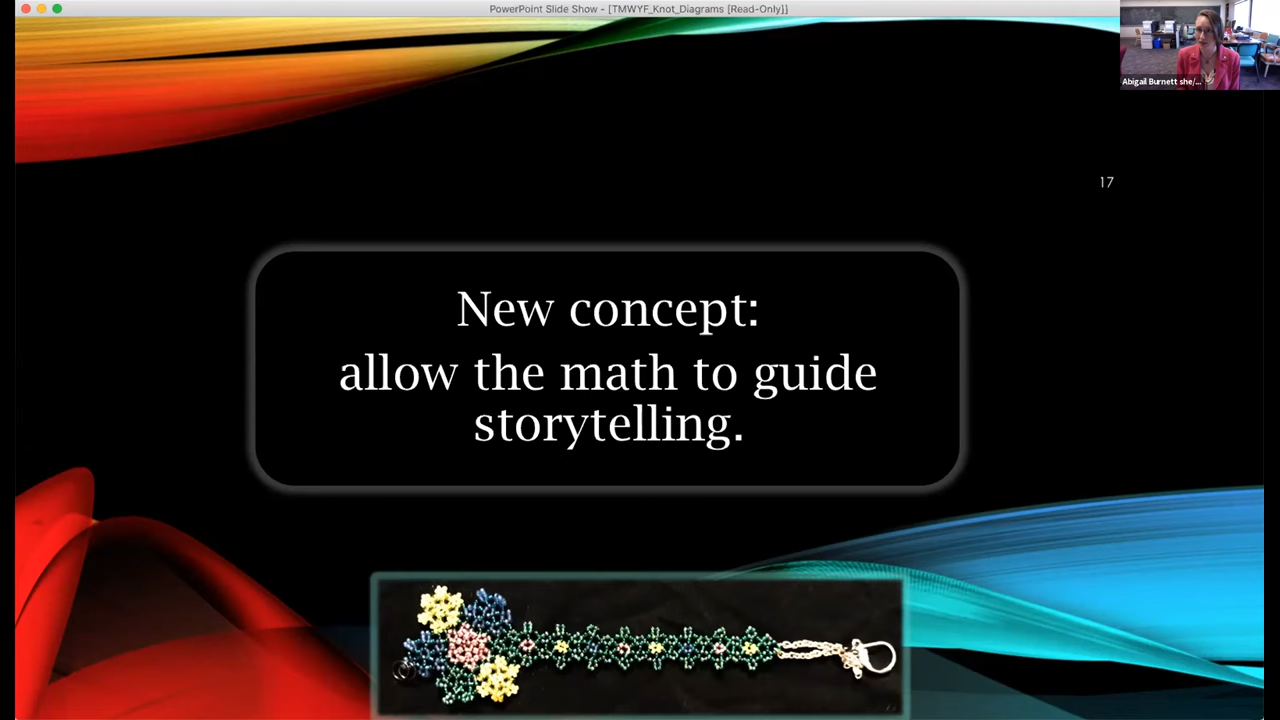 PowerPoint Slide Show - [TMWYF_Knot_Diagrams [Read-Only]]
Abigail Burnett she/...
17
New concept:
allow the math to guide
storytelling.